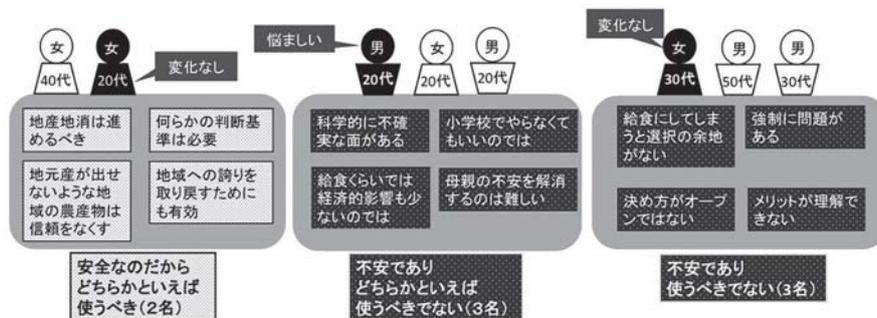 女
40代
女
20代
変化なし
地産地消は進
めるべき
何らかの判断基
準は必要
地元産が出せ
ないような地
域の農産物は
信頼をなくす
地域への誇りを
取り戻すために
も有効
安全なのだから
どちらかといえば
使うべき(2名)
悩ましい
男
20代
女
20代
男
20代
科学的に不確
実な面がある
小学校でやらなくて
もいいのでは
給食くらいでは
経済的影響も少
ないのでは
母親の不安を解消
するのは難しい
不安であり
どちらかといえば
使うべきでない(3名)
変化なし
女
30代
男
50代
男
30代
給食にしてしま
うと選択の余地
がない
強制に問題が
ある
決め方がオープ
ンではない
メリットが理解で
きない
不安であり
使うべきでない(3名)